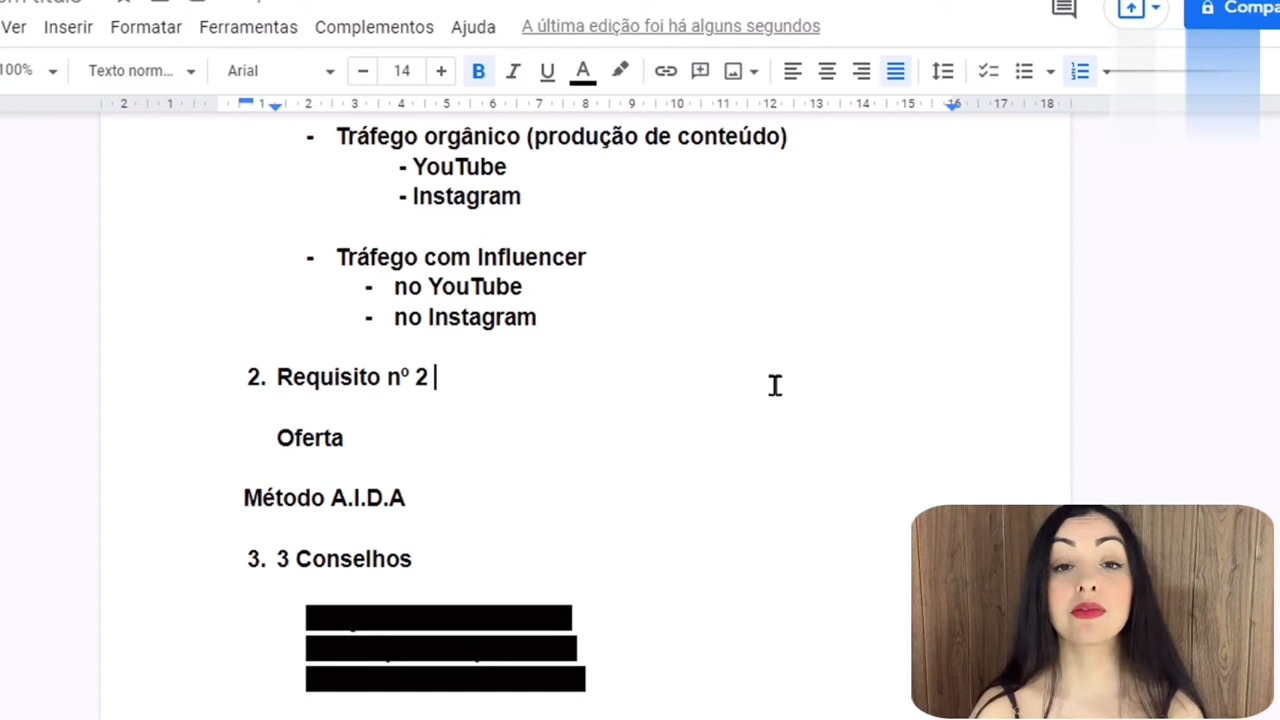 Ver Inserir Formatar Ferramentas Complementos Ajuda A última edição foi há alguns segundos
100% Texto norm... Arial 14 B I U A
2 1 1 2 3 4 5 6 7 8 9 10 11 12 13 14 15 16 17 18
- Tráfego orgânico (produção de conteúdo)
- YouTube
- Instagram
- Tráfego com Influencer
- no YouTube
- no Instagram
2. Requisito nº 2
Oferta
Método A.I.D.A
3. 3 Conselhos